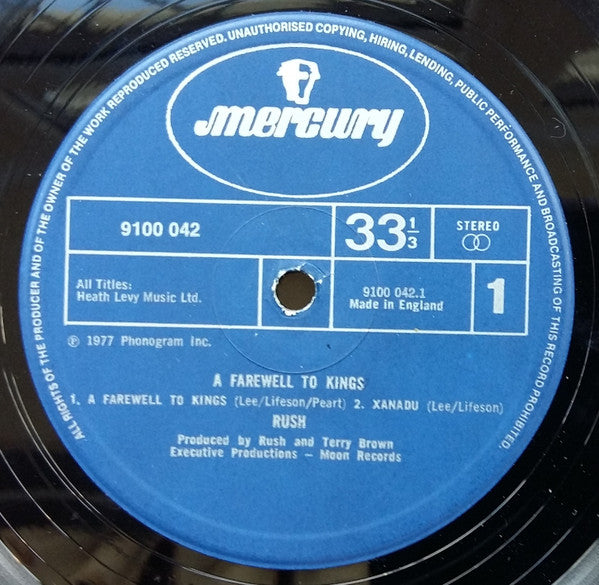 ALL RIGHTS OF THE PRODUCER AND OF THE OWNER OF THE WORK REPRODUCED RESERVED. UNAUTHORISED COPYING, HIRING, LENDING, PUBLIC PERFORMANCE AND BROADCASTING OF THIS RECORD PROHIBITED.
mercury
9100 042
33 1/3
STEREO
All Titles:
Heath Levy Music Ltd.
9100 042.1
Made in England
1
℗ 1977 Phonogram Inc.
A FAREWELL TO KINGS
1. A FAREWELL TO KINGS (Lee/Lifeson/Peart) 2. XANADU (Lee/Lifeson)
RUSH
Produced by Rush and Terry Brown
Executive Productions – Moon Records